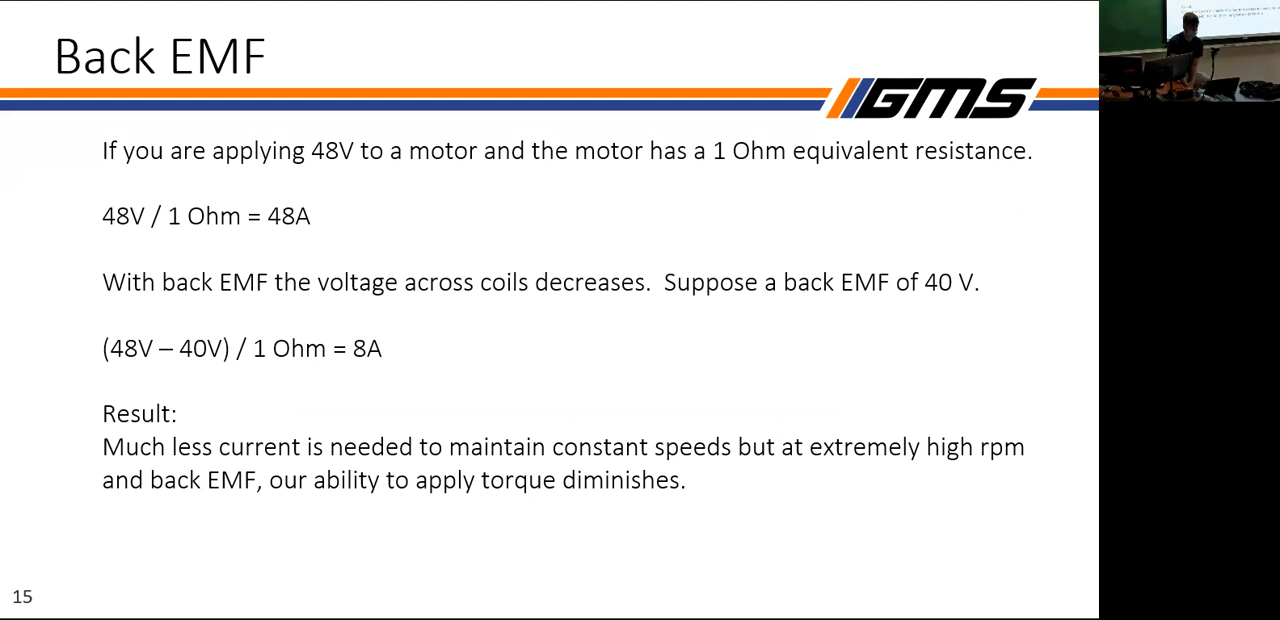 Back EMF
GMS
If you are applying 48V to a motor and the motor has a 1 Ohm equivalent resistance.
48V / 1 Ohm = 48A
With back EMF the voltage across coils decreases.  Suppose a back EMF of 40 V.
(48V – 40V) / 1 Ohm = 8A
Result:
Much less current is needed to maintain constant speeds but at extremely high rpm
and back EMF, our ability to apply torque diminishes.
15